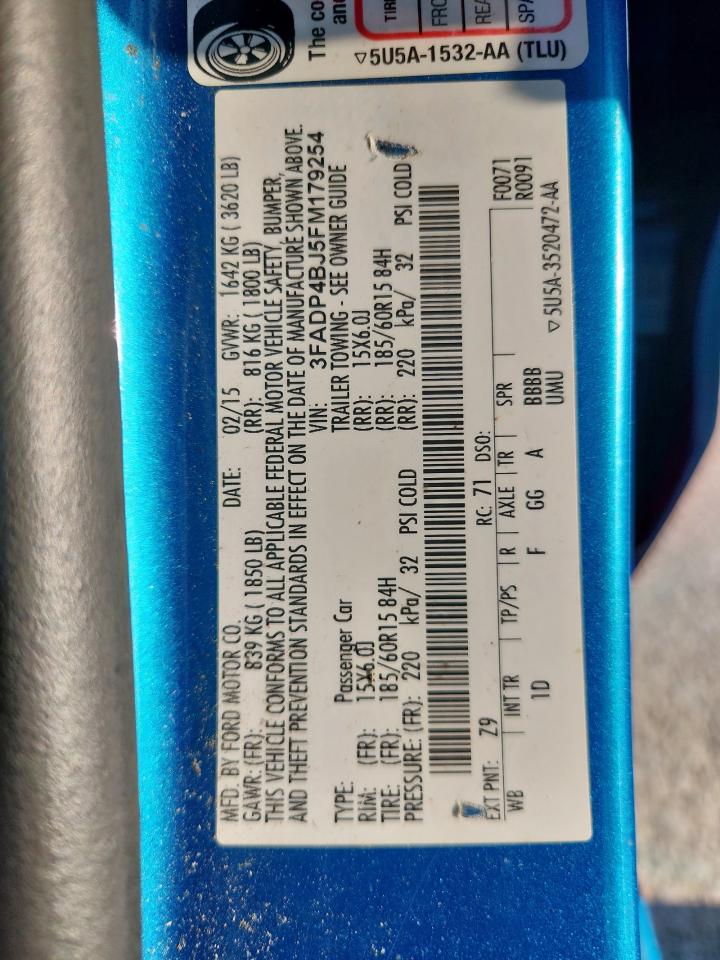 The co
an
TIR
FRO
REA
SPA
▽5U5A-1532-AA (TLU)
MFD. BY FORD MOTOR CO. DATE: 02/15 GVWR: 1642 KG ( 3620 LB)
GAWR: (FR): 839 KG ( 1850 LB) (RR): 816 KG ( 1800 LB)
THIS VEHICLE CONFORMS TO ALL APPLICABLE FEDERAL MOTOR VEHICLE SAFETY, BUMPER,
AND THEFT PREVENTION STANDARDS IN EFFECT ON THE DATE OF MANUFACTURE SHOWN ABOVE.
VIN: 3FADP4BJ5FM179254
TYPE: Passenger Car TRAILER TOWING - SEE OWNER GUIDE
RIM: (FR): 15X6.0J (RR): 15X6.0J
TIRE: (FR): 185/60R15 84H (RR): 185/60R15 84H
PRESSURE: (FR): 220 kPa/ 32 PSI COLD (RR): 220 kPa/ 32 PSI COLD
EXT PNT: Z9 RC: 71 DSO: F0071
WB INT TR TP/PS R AXLE TR SPR R0091
1D F GG A BBBB
UMU
▽5U5A-3520472-AA